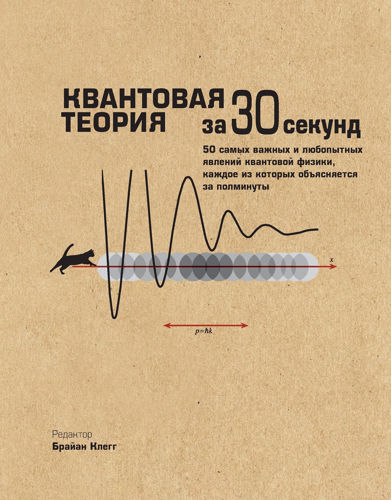 КВАНТОВАЯ
ТЕОРИЯ за 30 секунд
50 самых важных и любопытных
явлений квантовой физики,
каждое из которых объясняется
за полминуты
x
p=ħk
Редактор
Брайан Клегг